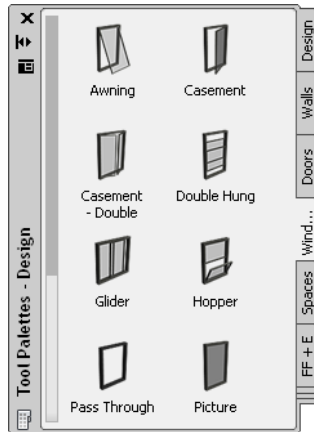 Tool Palettes - Design
Awning
Casement
Casement
- Double
Double Hung
Glider
Hopper
Pass Through
Picture
Design
Walls
Doors
Wind...
Spaces
FF + E